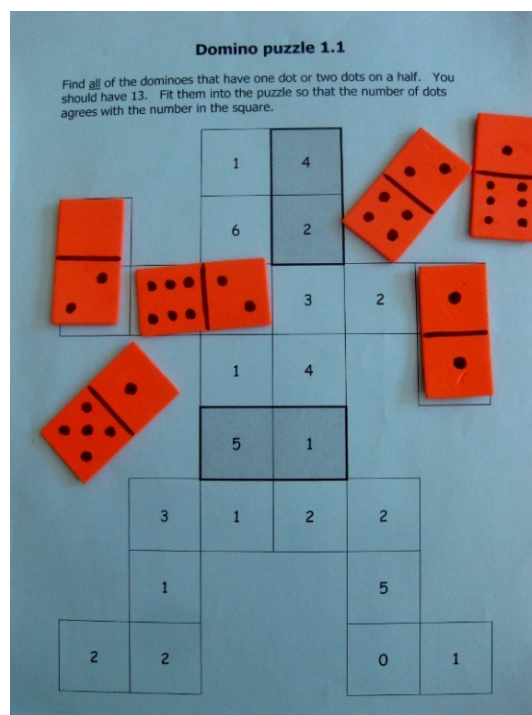 Domino puzzle 1.1
Find all of the dominoes that have one dot or two dots on a half. You
should have 13. Fit them into the puzzle so that the number of dots
agrees with the number in the square.
1 4
6 2
3 2
1 4
5 1
3 1 2 2
1 5
2 2 0 1